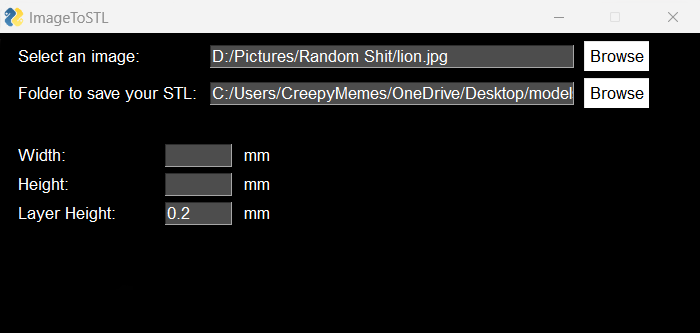 ImageToSTL
Select an image: D:/Pictures/Random Shit/lion.jpg Browse
Folder to save your STL: C:/Users/CreepyMemes/OneDrive/Desktop/model Browse
Width: mm
Height: mm
Layer Height: 0.2 mm